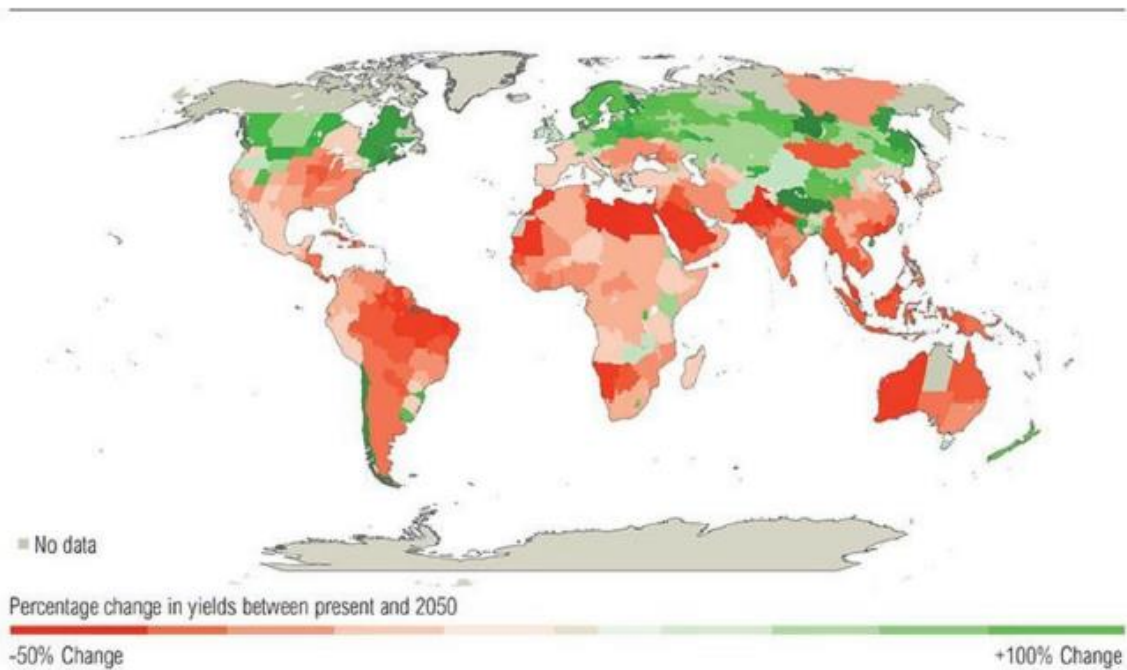 No data
Percentage change in yields between present and 2050
-50% Change
+100% Change